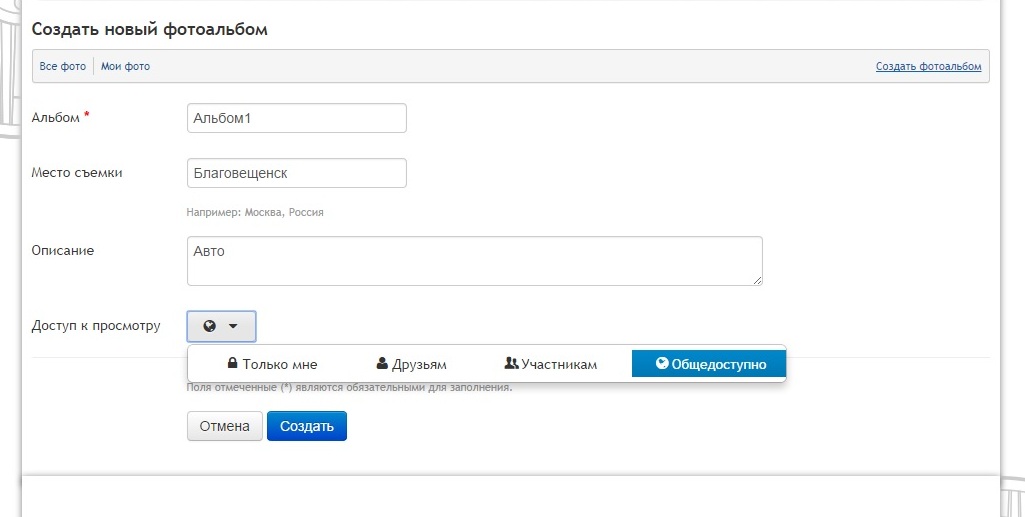 Создать новый фотоальбом
Все фото Мои фото Создать фотоальбом
Альбом * Альбом1
Место съемки Благовещенск
Например: Москва, Россия
Описание Авто
Доступ к просмотру
Только мне Друзьям Участникам Общедоступно
Поля отмеченные (*) являются обязательными для заполнения.
Отмена Создать